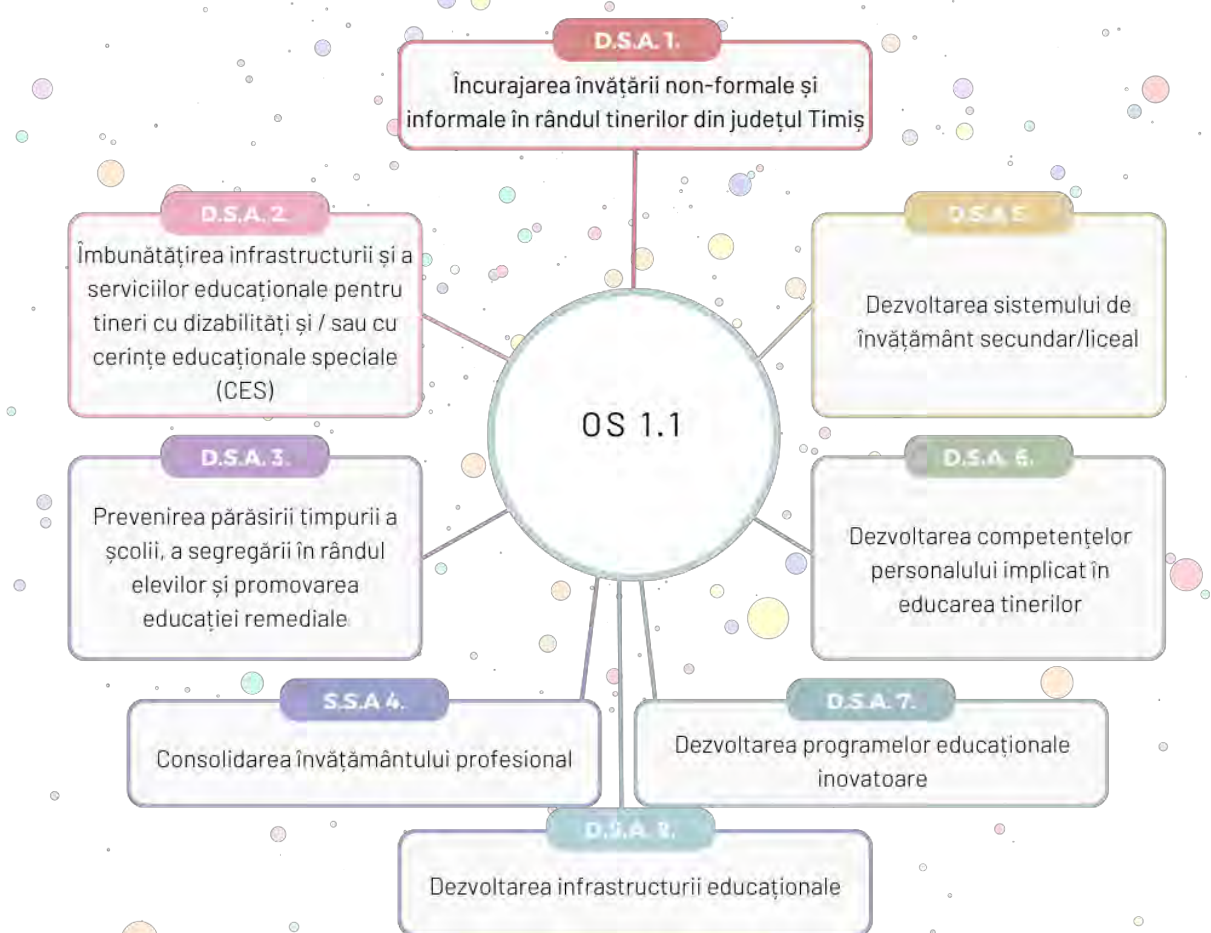 D.S.A. 1.
Încurajarea învățării non-formale și
informale în rândul tinerilor din județul Timiș
D.S.A. 2.
Îmbunătățirea infrastructurii și a
serviciilor educaționale pentru
tineri cu dizabilități și / sau cu
cerințe educaționale speciale
(CES)
D.S.A. 3.
Prevenirea părăsirii timpurii a
școlii, a segregării în rândul
elevilor și promovarea
educației remediale
S.S.A 4.
Consolidarea învățământului profesional
OS 1.1
D.S.A 5.
Dezvoltarea sistemului de
învățământ secundar/liceal
D.S.A. 6.
Dezvoltarea competențelor
personalului implicat în
educarea tinerilor
D.S.A. 7.
Dezvoltarea programelor educaționale
inovatoare
D.S.A. 8.
Dezvoltarea infrastructurii educaționale